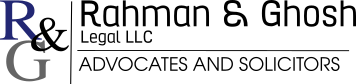 R&G
Rahman & Ghosh
Legal LLC
ADVOCATES AND SOLICITORS